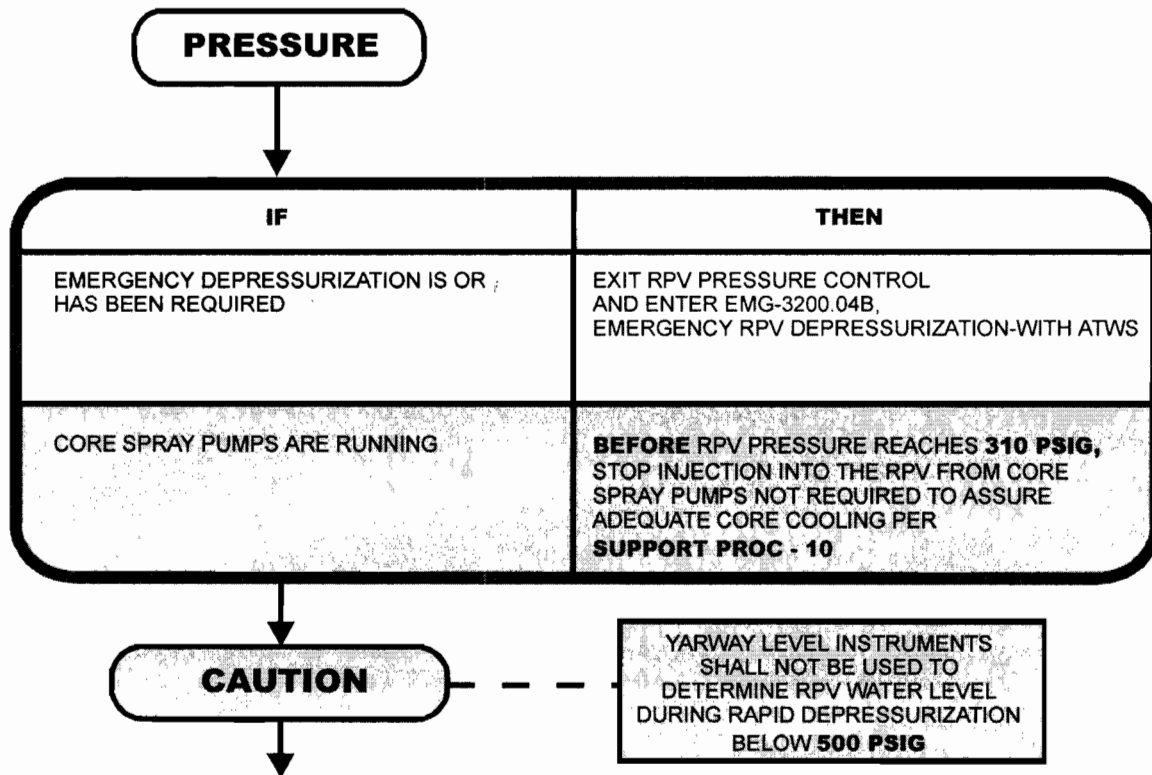 PRESSURE
IF
THEN
EMERGENCY DEPRESSURIZATION IS OR
HAS BEEN REQUIRED
EXIT RPV PRESSURE CONTROL
AND ENTER EMG-3200.04B,
EMERGENCY RPV DEPRESSURIZATION-WITH ATWS
CORE SPRAY PUMPS ARE RUNNING
BEFORE RPV PRESSURE REACHES 310 PSIG,
STOP INJECTION INTO THE RPV FROM CORE
SPRAY PUMPS NOT REQUIRED TO ASSURE
ADEQUATE CORE COOLING PER
SUPPORT PROC - 10
CAUTION
YARWAY LEVEL INSTRUMENTS
SHALL NOT BE USED TO
DETERMINE RPV WATER LEVEL
DURING RAPID DEPRESSURIZATION
BELOW 500 PSIG